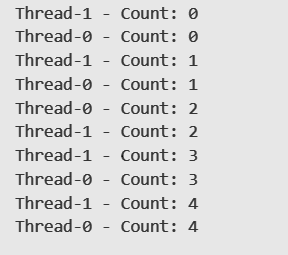 Thread-1 - Count: 0
Thread-0 - Count: 0
Thread-1 - Count: 1
Thread-0 - Count: 1
Thread-0 - Count: 2
Thread-1 - Count: 2
Thread-1 - Count: 3
Thread-0 - Count: 3
Thread-1 - Count: 4
Thread-0 - Count: 4